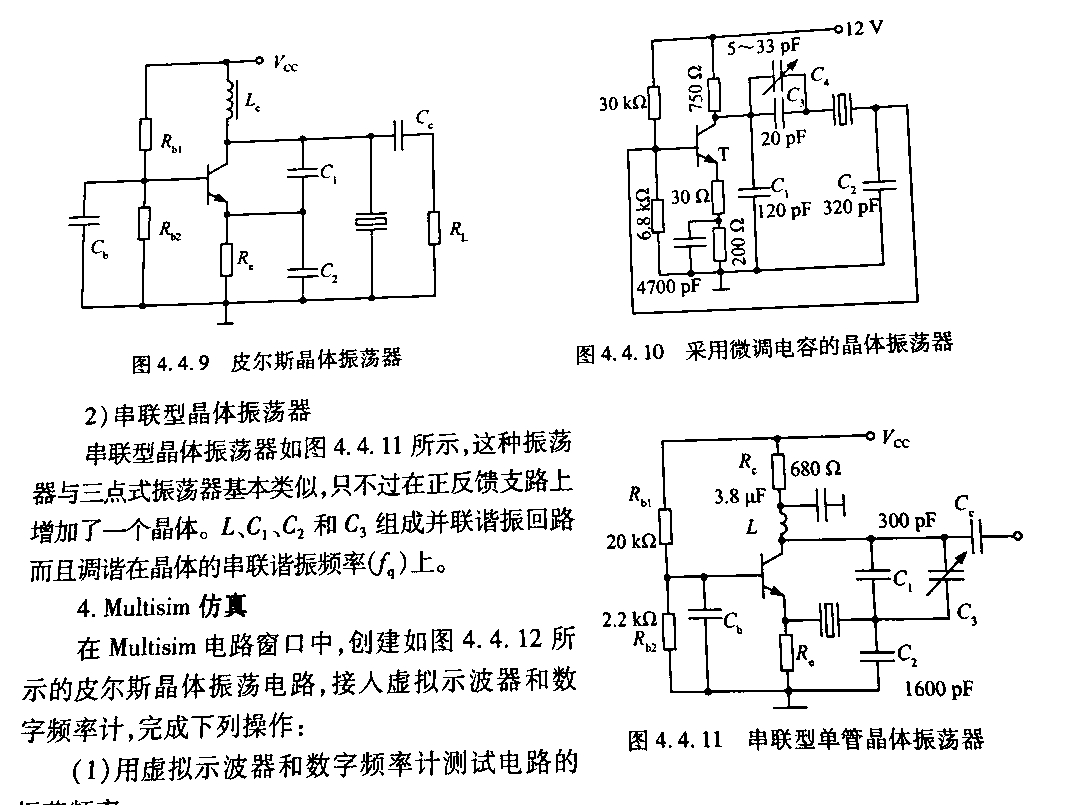 V_CC
L_c
R_b1
C_c
C_1
R_b2
C_b
R_e
C_2
R_L
图 4.4.9 皮尔斯晶体振荡器
12 V
5～33 pF
C_4
30 kΩ
750 Ω
C_3
20 pF
T
30 Ω
C_1
C_2
120 pF
320 pF
6.8 kΩ
200 Ω
4700 pF
图 4.4.10 采用微调电容的晶体振荡器
2)串联型晶体振荡器
串联型晶体振荡器如图 4.4.11 所示,这种振荡
器与三点式振荡器基本类似,只不过在正反馈支路上
增加了一个晶体。L、C_1、C_2 和 C_3 组成并联谐振回路
而且调谐在晶体的串联谐振频率(f_q)上。
4. Multisim 仿真
在 Multisim 电路窗口中,创建如图 4.4.12 所
示的皮尔斯晶体振荡电路,接人虚拟示波器和数
字频率计,完成下列操作:
(1)用虚拟示波器和数字频率计测试电路的
V_CC
R_c
680 Ω
R_b1
3.8 μF
L
300 pF
C_c
20 kΩ
C_1
2.2 kΩ
R_b2
C_b
C_3
R_e
C_2
1600 pF
图 4.4.11 串联型单管晶体振荡器